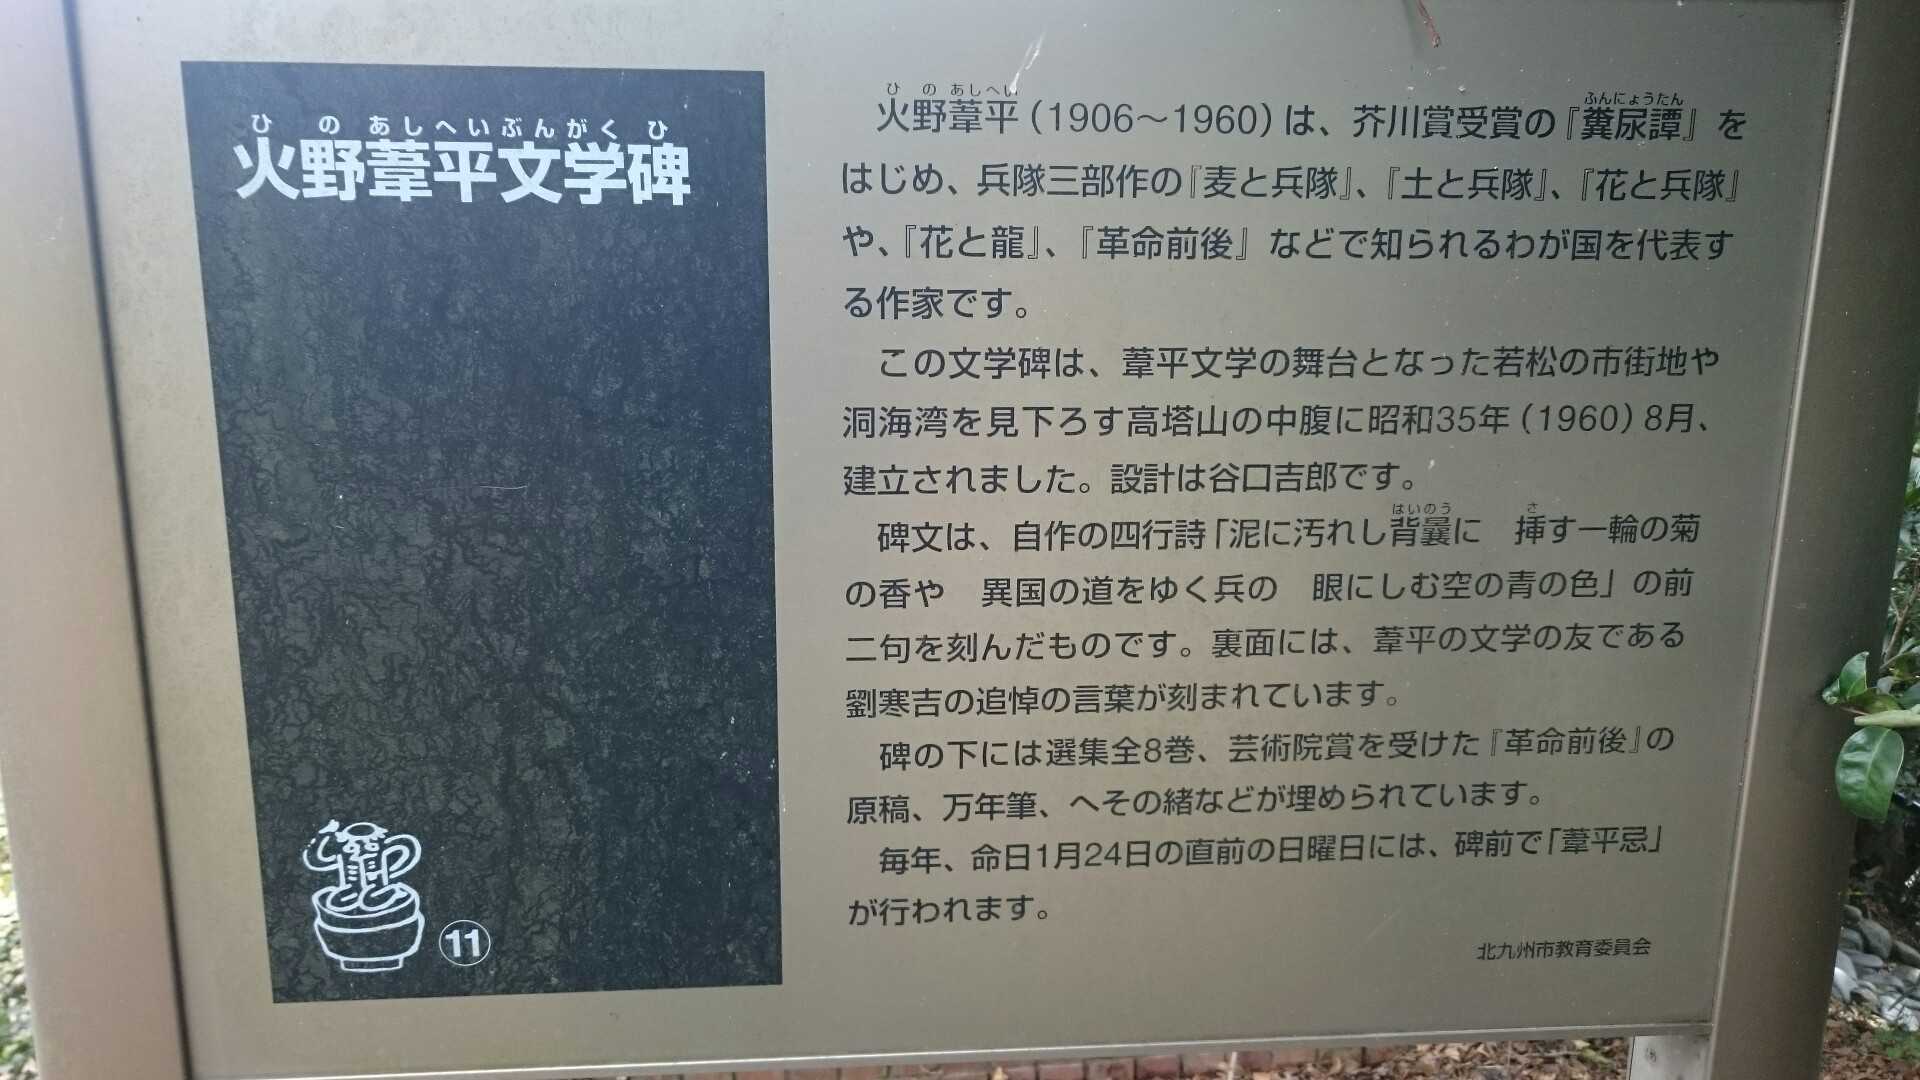 ひのあしへいぶんがくひ
火野葦平文学碑
11
ひのあしへい ふんにょうたん
火野葦平(1906〜1960)は、芥川賞受賞の『糞尿譚』を
はじめ、兵隊三部作の『麦と兵隊』、『土と兵隊』、『花と兵隊』
や、『花と龍』、『革命前後』などで知られるわが国を代表す
る作家です。
この文学碑は、葦平文学の舞台となった若松の市街地や
洞海湾を見下ろす高塔山の中腹に昭和35年(1960)8月、
建立されました。設計は谷口吉郎です。
はいのう さ
碑文は、自作の四行詩「泥に汚れし背嚢に　挿す一輪の菊
の香や　異国の道をゆく兵の　眼にしむ空の青の色」の前
二句を刻んだものです。裏面には、葦平の文学の友である
劉寒吉の追悼の言葉が刻まれています。
碑の下には選集全8巻、芸術院賞を受けた『革命前後』の
原稿、万年筆、へその緒などが埋められています。
毎年、命日1月24日の直前の日曜日には、碑前で「葦平忌」
が行われます。
北九州市教育委員会